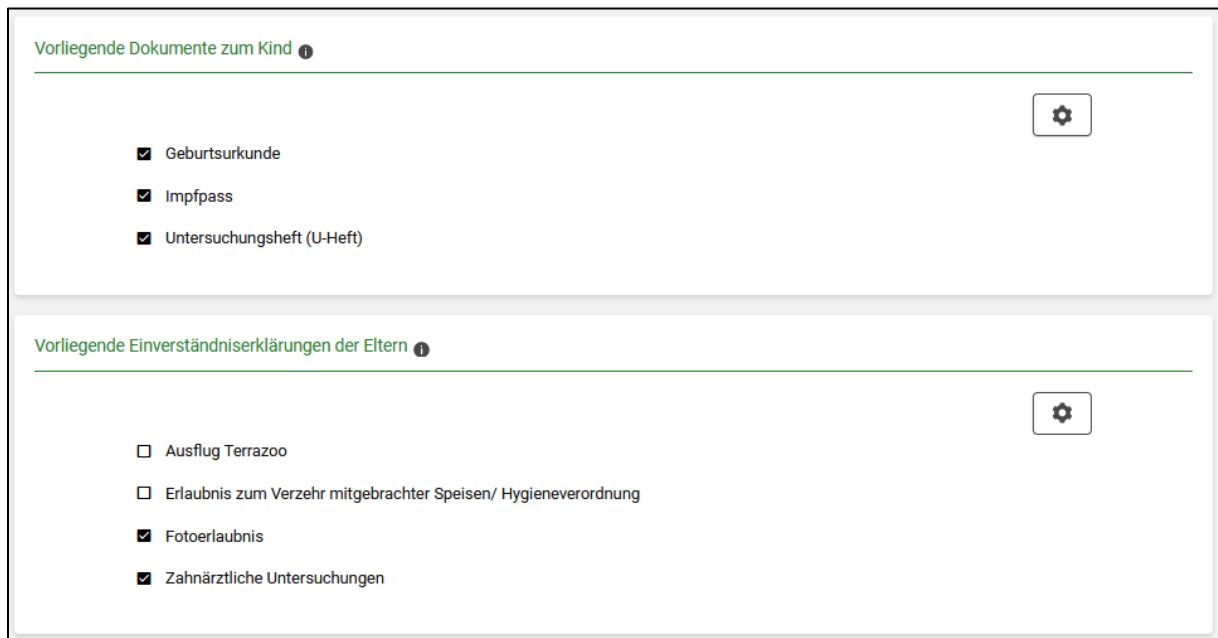 Vorliegende Dokumente zum Kind
Geburtsurkunde
Impfpass
Untersuchungsheft (U-Heft)
Vorliegende Einverständniserklärungen der Eltern
Ausflug Terrazoo
Erlaubnis zum Verzehr mitgebrachter Speisen/ Hygieneverordnung
Fotoerlaubnis
Zahnärztliche Untersuchungen